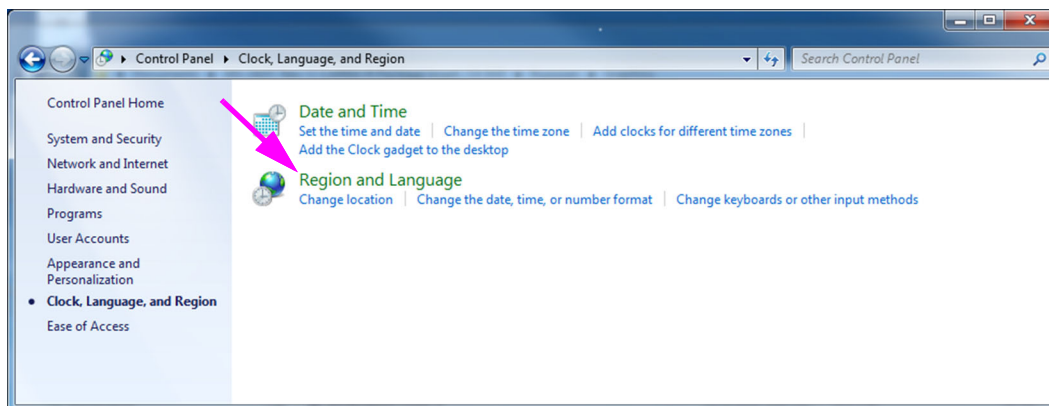 Control Panel Clock, Language, and Region
Search Control Panel
Control Panel Home
System and Security
Network and Internet
Hardware and Sound
Programs
User Accounts
Appearance and
Personalization
Clock, Language, and Region
Ease of Access
Date and Time
Set the time and date Change the time zone Add clocks for different time zones
Add the Clock gadget to the desktop
Region and Language
Change location Change the date, time, or number format Change keyboards or other input methods